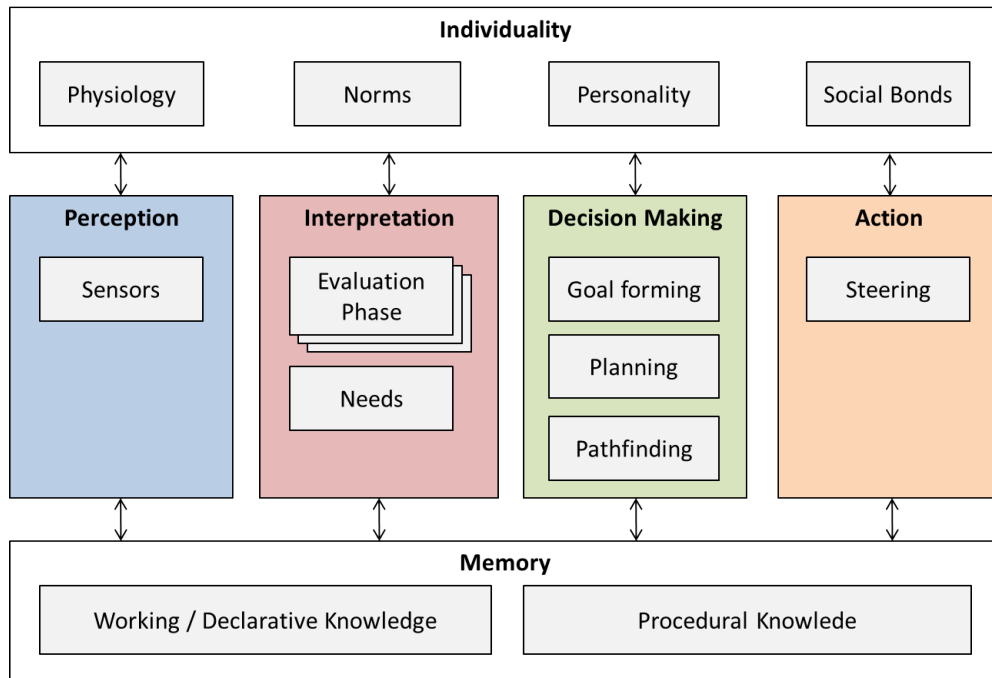 Individuality
Physiology
Norms
Personality
Social Bonds
Perception
Interpretation
Decision Making
Action
Sensors
Evaluation
Phase
Goal forming
Steering
Needs
Planning
Pathfinding
Memory
Working / Declarative Knowledge
Procedural Knowlede